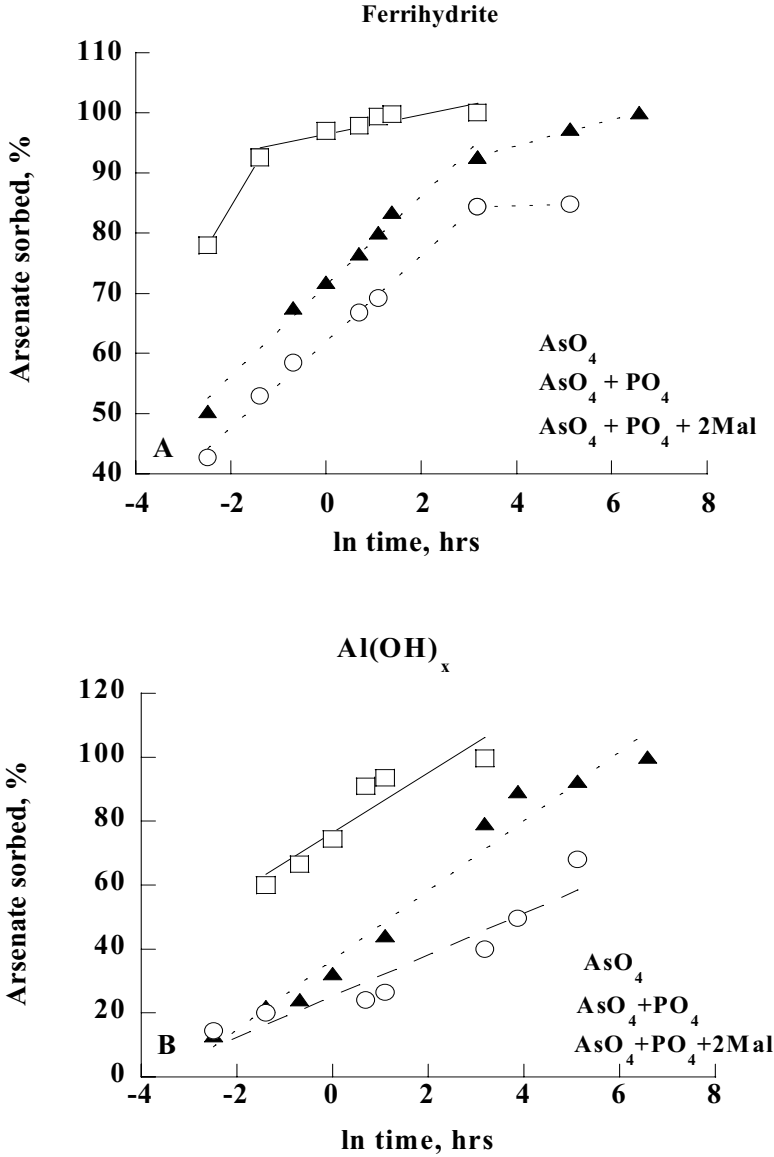 Ferrihydrite
110
100
90
80
70
60
50
40
Arsenate sorbed, %
AsO4
AsO4 + PO4
AsO4 + PO4 + 2Mal
A
-4 -2 0 2 4 6 8
ln time, hrs
Al(OH)x
120
100
80
60
40
20
0
Arsenate sorbed, %
AsO4
AsO4+PO4
AsO4+PO4+2Mal
B
-4 -2 0 2 4 6 8
ln time, hrs